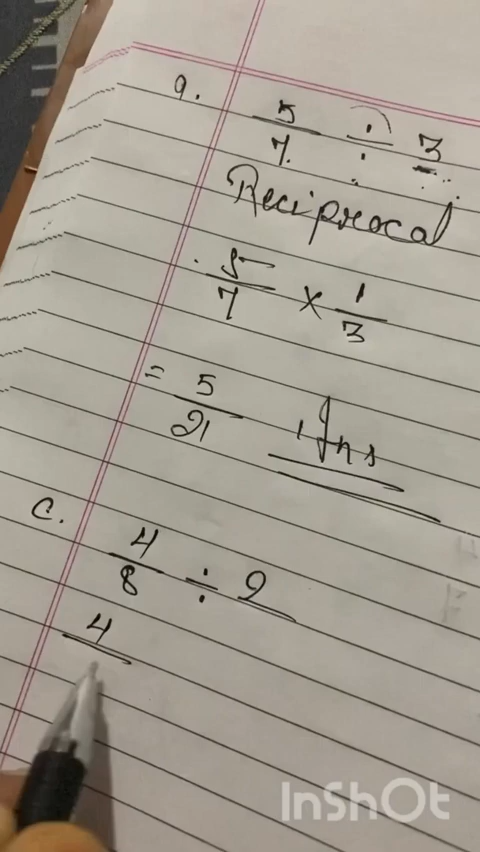 a. 5/7 ÷ 3
Reciprocal
5/7 × 1/3
= 5/21 Ans
c. 4/8 ÷ 2
4
InShOt